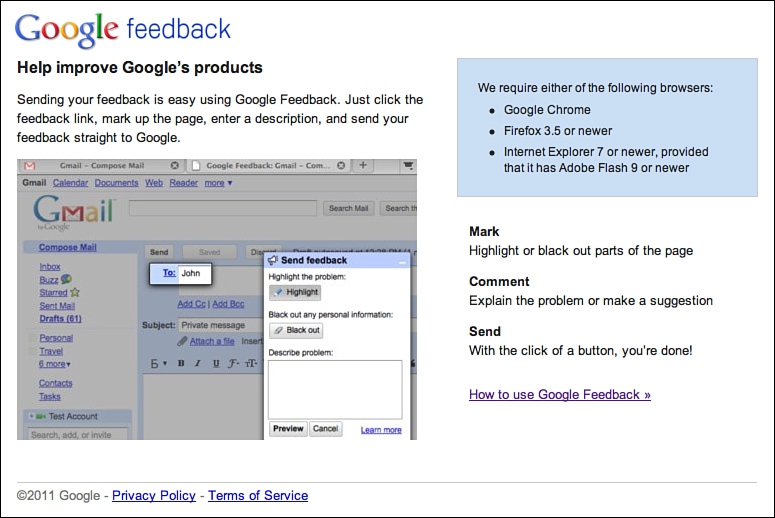 Google feedback
Help improve Google's products
Sending your feedback is easy using Google Feedback. Just click the
feedback link, mark up the page, enter a description, and send your
feedback straight to Google.
Gmail – Compose Mail
Google Feedback: Gmail – Com...
Gmail Calendar Documents Web Reader more ▼
Gmail
by Google
Search Mail
Search th
Compose Mail
Inbox
Buzz
Starred
Sent Mail
Drafts (61)
Personal
Travel
6 more▼
Contacts
Tasks
Test Account
Search, add, or invite
Send
Saved
To: John
Add Cc | Add Bcc
Subject: Private message
Attach a file Insert
B I U
Send feedback
Highlight the problem:
Highlight
Black out any personal information:
Black out
Describe problem:
Preview Cancel Learn more
We require either of the following browsers:
• Google Chrome
• Firefox 3.5 or newer
• Internet Explorer 7 or newer, provided
that it has Adobe Flash 9 or newer
Mark
Highlight or black out parts of the page
Comment
Explain the problem or make a suggestion
Send
With the click of a button, you're done!
How to use Google Feedback »
©2011 Google - Privacy Policy - Terms of Service